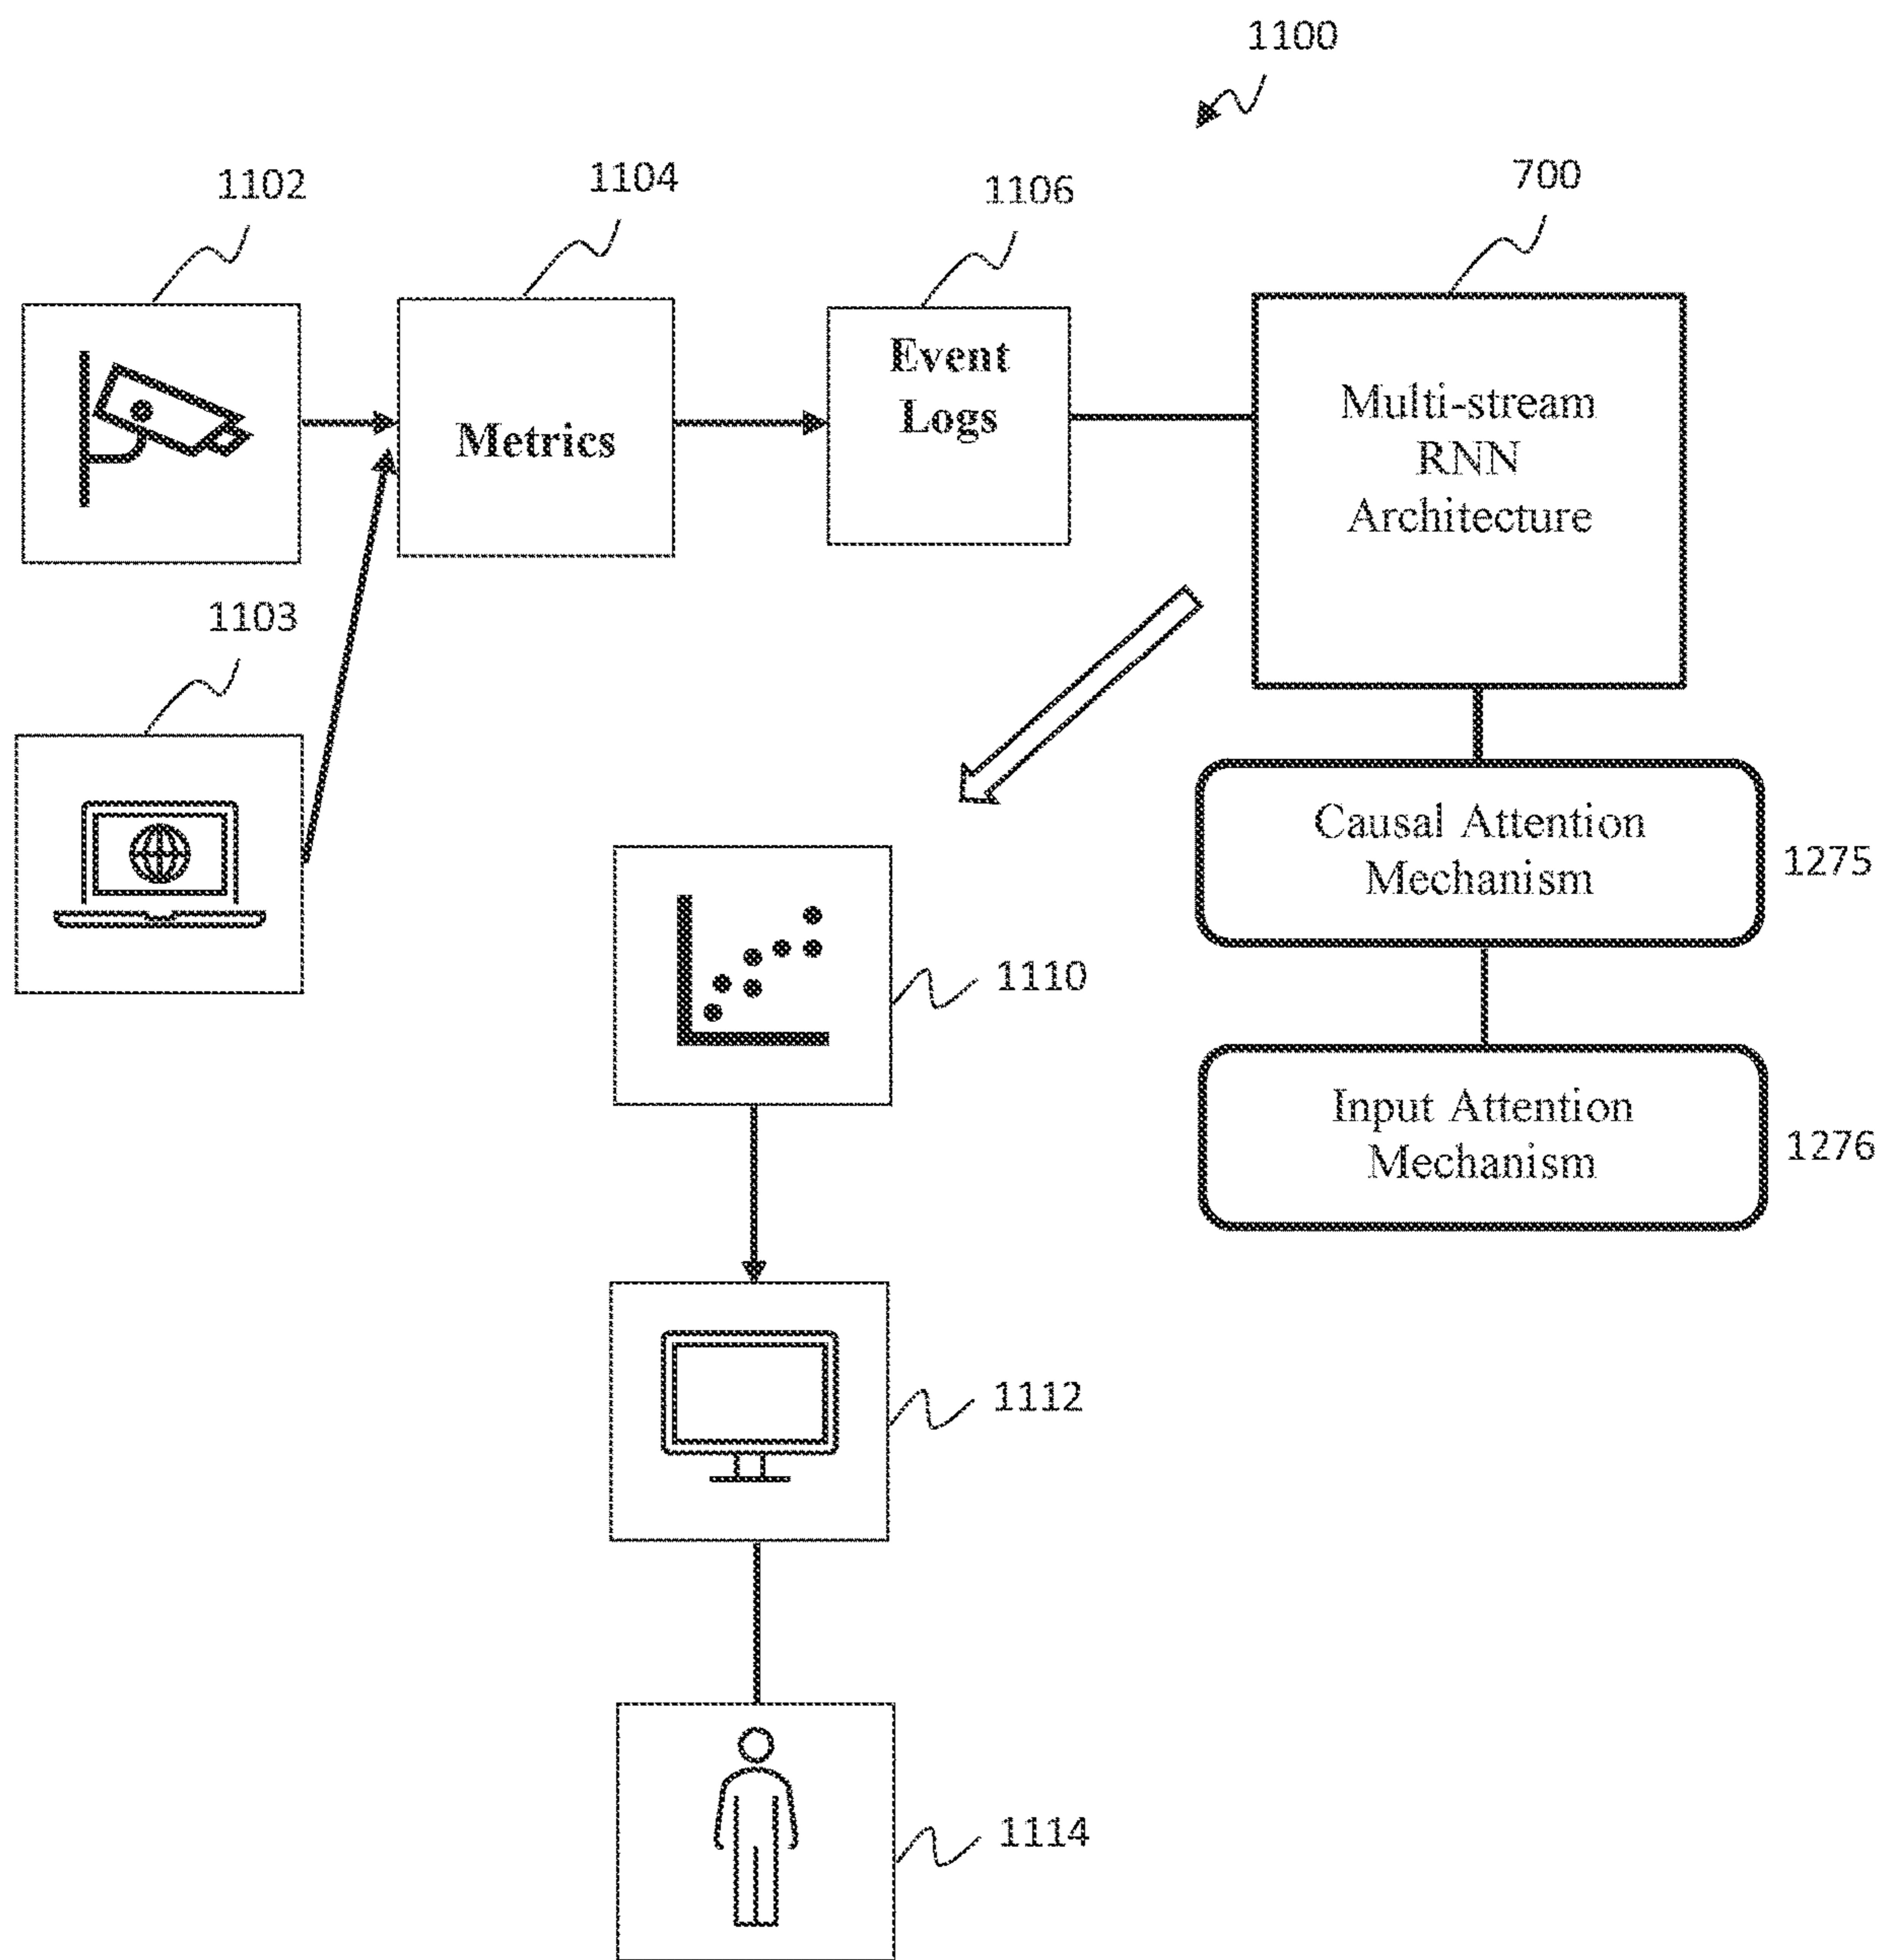 1100
1102
1104
1106
700
Event
Logs
Metrics
Multi-stream
RNN
Architecture
1103
Causal Attention
Mechanism
1275
1110
Input Attention
Mechanism
1276
1112
1114